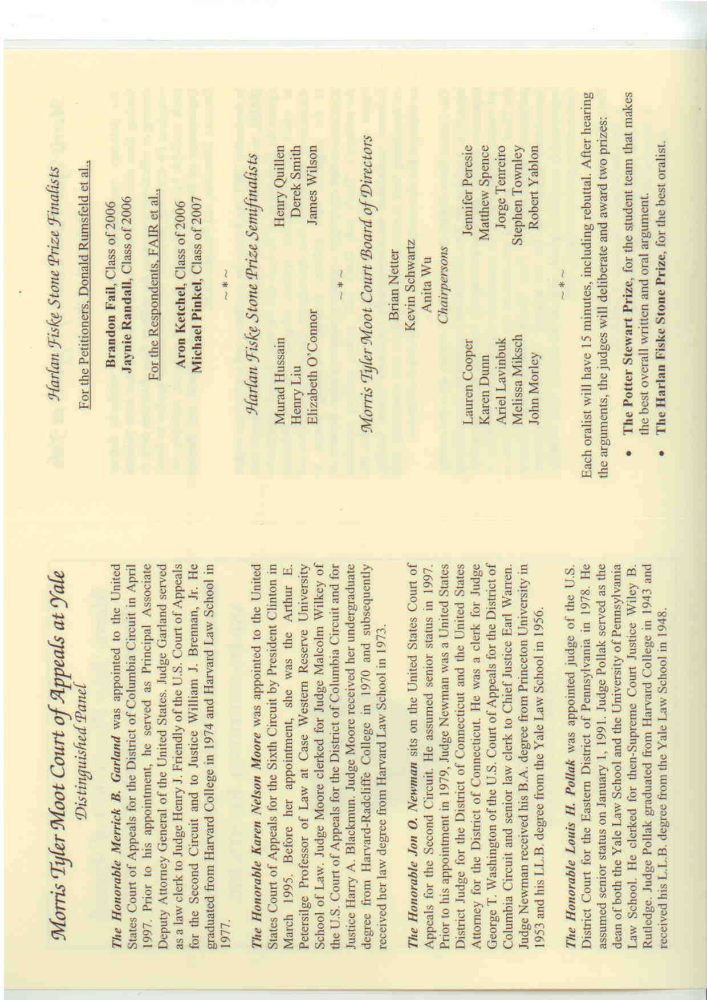 Morris Tyler Moot Court of Appeals at Yale
Distinguished Panel
The Honorable Merrick B. Garland was appointed to the United
States Court of Appeals for the District of Columbia Circuit in April
1997. Prior to his appointment, he served as Principal Associate
Deputy Attorney General of the United States. Judge Garland served
as a law clerk to Judge Henry J. Friendly of the U.S. Court of Appeals
for the Second Circuit and to Justice William J. Brennan, Jr. He
graduated from Harvard College in 1974 and Harvard Law School in
1977.
The Honorable Karen Nelson Moore was appointed to the United
States Court of Appeals for the Sixth Circuit by President Clinton in
March 1995. Before her appointment, she was the Arthur E.
Petersilge Professor of Law at Case Western Reserve University
School of Law. Judge Moore clerked for Judge Malcolm Wilkey of
the U.S. Court of Appeals for the District of Columbia Circuit and for
Justice Harry A. Blackmun. Judge Moore received her undergraduate
degree from Harvard-Radcliffe College in 1970 and subsequently
received her law degree from Harvard Law School in 1973.
The Honorable Jon O. Newman sits on the United States Court of
Appeals for the Second Circuit. He assumed senior status in 1997.
Prior to his appointment in 1979, Judge Newman was a United States
District Judge for the District of Connecticut and the United States
Attorney for the District of Connecticut. He was a clerk for Judge
George T. Washington of the U.S. Court of Appeals for the District of
Columbia Circuit and senior law clerk to Chief Justice Earl Warren.
Judge Newman received his B.A. degree from Princeton University in
1953 and his LL.B. degree from the Yale Law School in 1956.
The Honorable Louis H. Pollak was appointed judge of the U.S.
District Court for the Eastern District of Pennsylvania in 1978. He
assumed senior status on January 1, 1991. Judge Pollak served as the
dean of both the Yale Law School and the University of Pennsylvania
Law School. He clerked for then-Supreme Court Justice Wiley B.
Rutledge. Judge Pollak graduated from Harvard College in 1943 and
received his L.L.B. degree from the Yale Law School in 1948.
Harlan Fiske Stone Prize Finalists
For the Petitioners, Donald Rumsfeld et al.,
Brandon Fail, Class of 2006
Jaynie Randall, Class of 2006
For the Respondents, FAIR et al.,
Aron Ketchel, Class of 2006
Michael Pinkel, Class of 2007
~ * ~
Harlan Fiske Stone Prize Semifinalists
Murad Hussain Henry Quillen
Henry Liu Derek Smith
Elizabeth O'Connor James Wilson
~ * ~
Morris Tyler Moot Court Board of Directors
Brian Netter
Kevin Schwartz
Anita Wu
Chairpersons
Lauren Cooper Jennifer Peresie
Karen Dunn Matthew Spence
Ariel Lavinbuk Jorge Tenreiro
Melissa Miksch Stephen Townley
John Morley Robert Yablon
~ * ~
Each oralist will have 15 minutes, including rebuttal. After hearing
the arguments, the judges will deliberate and award two prizes:
• The Potter Stewart Prize, for the student team that makes
the best overall written and oral argument.
• The Harlan Fiske Stone Prize, for the best oralist.